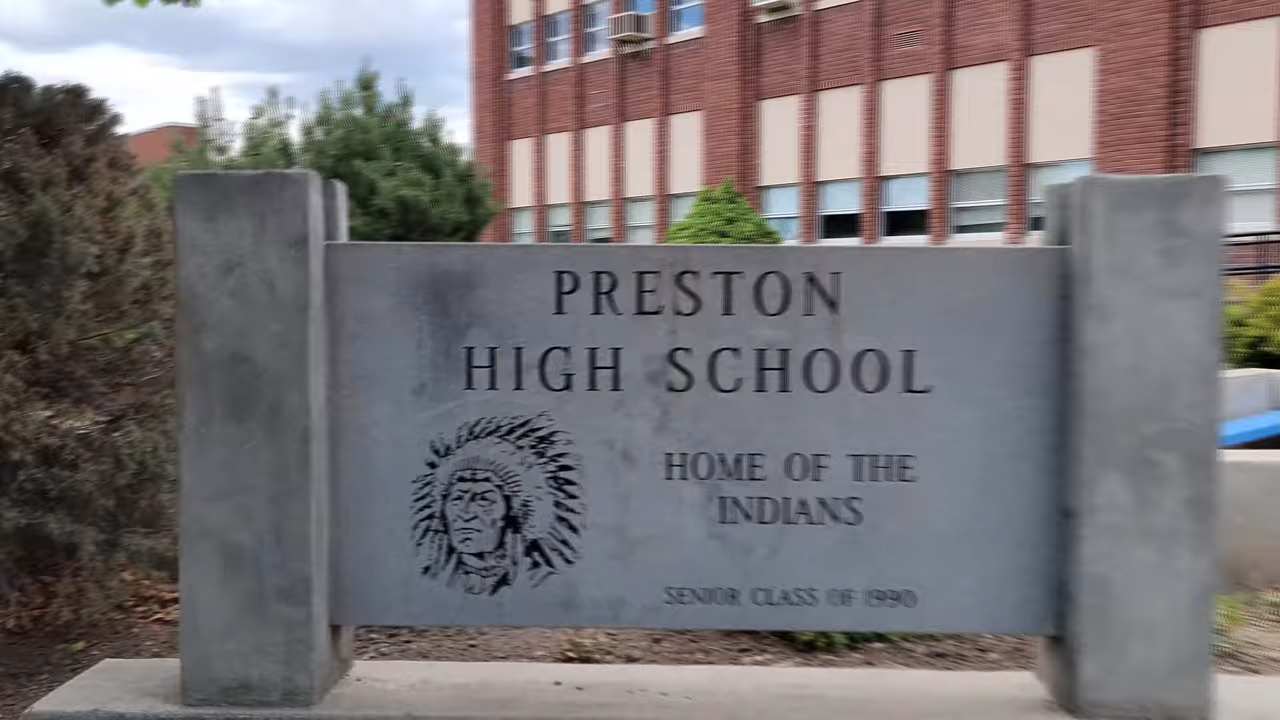 PRESTON
HIGH SCHOOL
HOME OF THE
INDIANS
SENIOR CLASS OF 1990